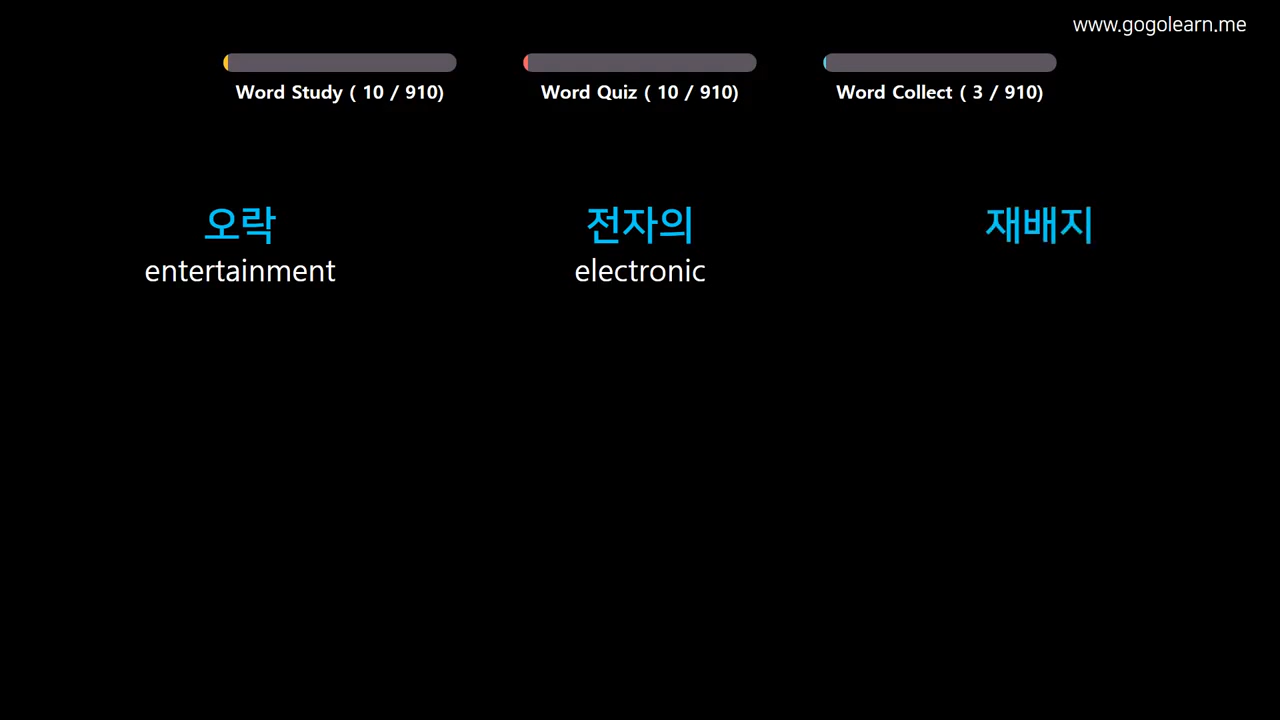 www.gogolearn.me
Word Study ( 10 / 910)
Word Quiz ( 10 / 910)
Word Collect ( 3 / 910)
오락
entertainment
전자의
electronic
재배지